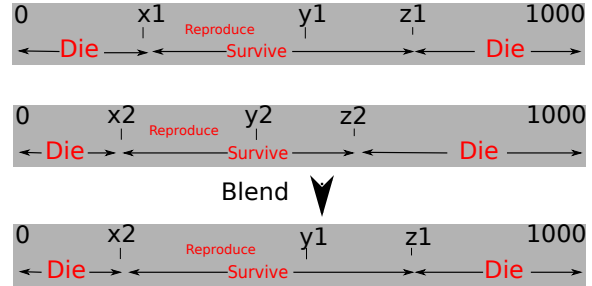 0 x1 Reproduce y1 z1 1000
Die Survive Die
0 x2 Reproduce y2 z2 1000
Die Survive Die
Blend
0 x2 Reproduce y1 z1 1000
Die Survive Die